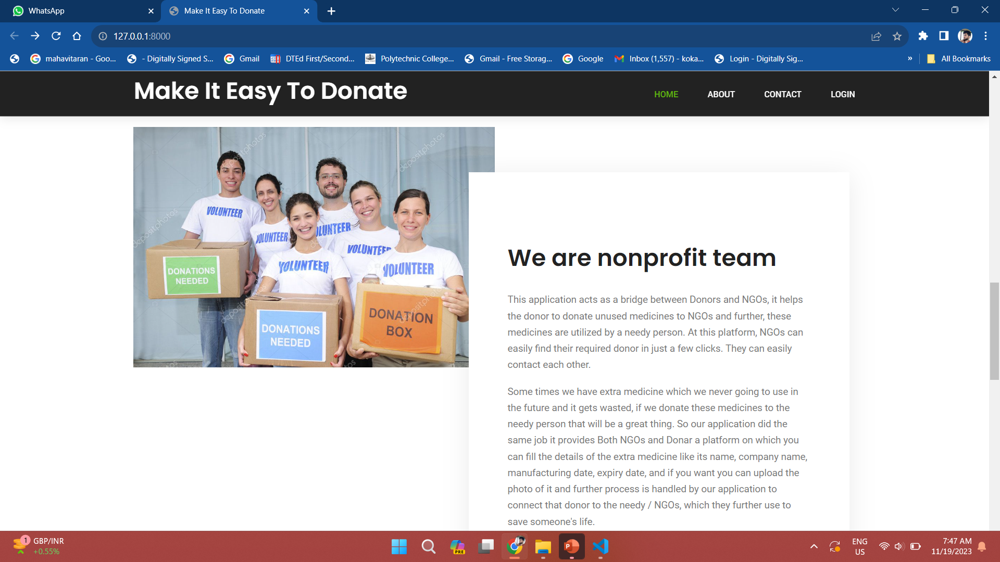 WhatsApp
Make It Easy To Donate
127.0.0.1:8000
mahavitaran - Goo...
- Digitally Signed S...
Gmail
DTEd First/Second...
Polytechnic College...
Gmail - Free Storag...
Google
Inbox (1,557) - koka...
Login - Digitally Sig...
»
All Bookmarks
Make It Easy To Donate
HOME
ABOUT
CONTACT
LOGIN
depositphotos
depositphotos
depositphotos
VOLUNTEER
VOLUNTEER
VOLUNTEER
VOLUNTEER
VOLUNTEER
DONATIONS
NEEDED
DONATIONS
NEEDED
DONATION
BOX
We are nonprofit team
This application acts as a bridge between Donors and NGOs, it helps
the donor to donate unused medicines to NGOs and further, these
medicines are utilized by a needy person. At this platform, NGOs can
easily find their required donor in just a few clicks. They can easily
contact each other.
Some times we have extra medicine which we never going to use in
the future and it gets wasted, if we donate these medicines to the
needy person that will be a great thing. So our application did the
same job it provides Both NGOs and Donar a platform on which you
can fill the details of the extra medicine like its name, company name,
manufacturing date, expiry date, and if you want you can upload the
photo of it and further process is handled by our application to
connect that donor to the needy / NGOs, which they further use to
save someone's life.
1
GBP/INR
+0.55%
PRE
P
ENG
US
7:47 AM
11/19/2023